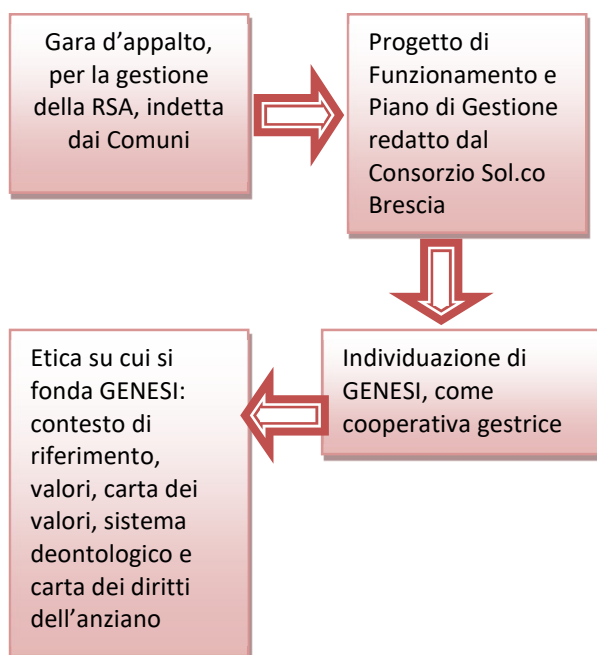 Gara d’appalto,
per la gestione
della RSA, indetta
dai Comuni
Progetto di
Funzionamento e
Piano di Gestione
redatto dal
Consorzio Sol.co
Brescia
Individuazione di
GENESI, come
cooperativa gestrice
Etica su cui si
fonda GENESI:
contesto di
riferimento,
valori, carta dei
valori, sistema
deontologico e
carta dei diritti
dell’anziano